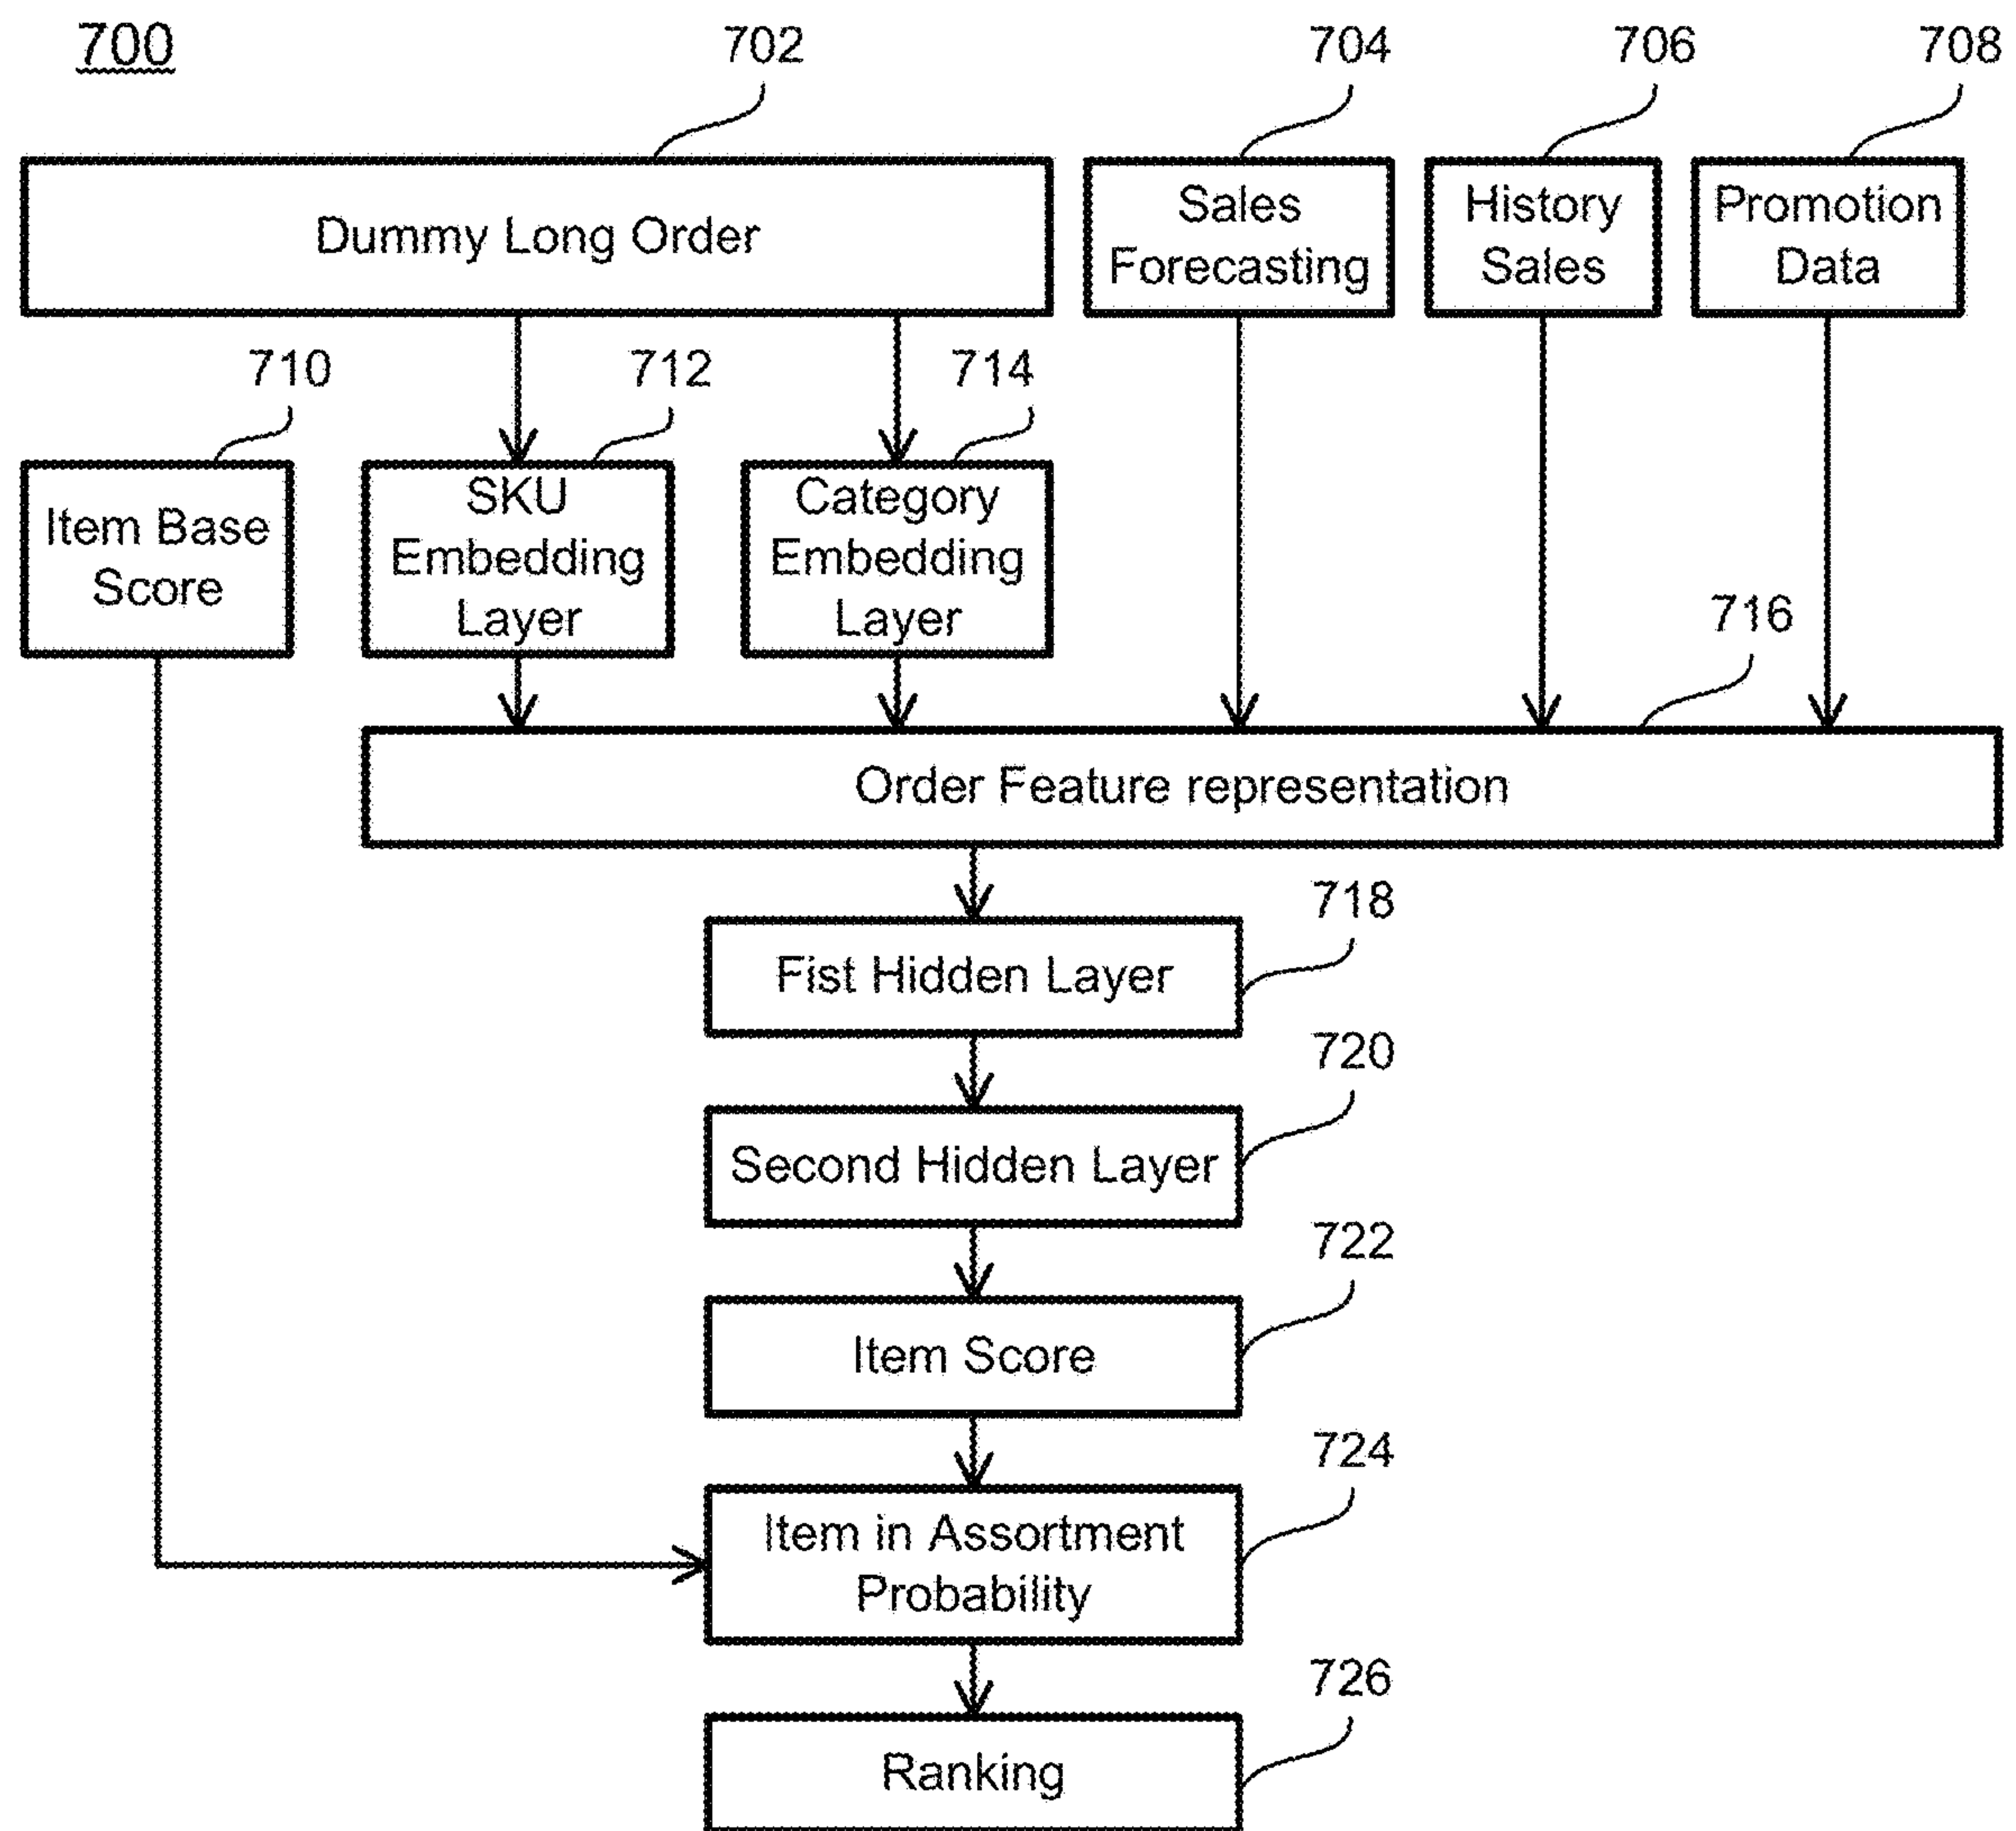 700
702
704
706
708
Dummy Long Order
Sales
Forecasting
History
Sales
Promotion
Data
710
712
714
Item Base
Score
SKU
Embedding
Layer
Category
Embedding
Layer
716
Order Feature representation
718
Fist Hidden Layer
720
Second Hidden Layer
722
Item Score
724
Item in Assortment
Probability
726
Ranking